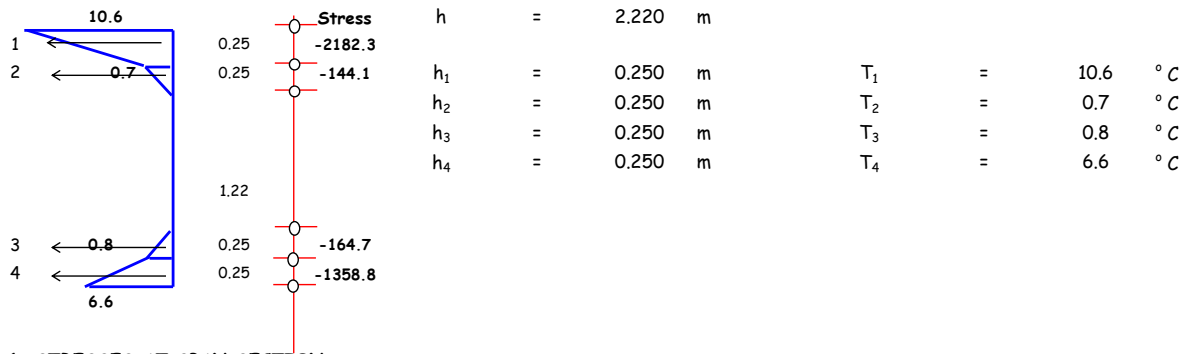 10.6 Stress h = 2.220 m
1 0.25 -2182.3
2 0.7 0.25 -144.1 h₁ = 0.250 m T₁ = 10.6 °C
h₂ = 0.250 m T₂ = 0.7 °C
h₃ = 0.250 m T₃ = 0.8 °C
h₄ = 0.250 m T₄ = 6.6 °C
1.22
3 0.8 0.25 -164.7
4 0.25 -1358.8
6.6